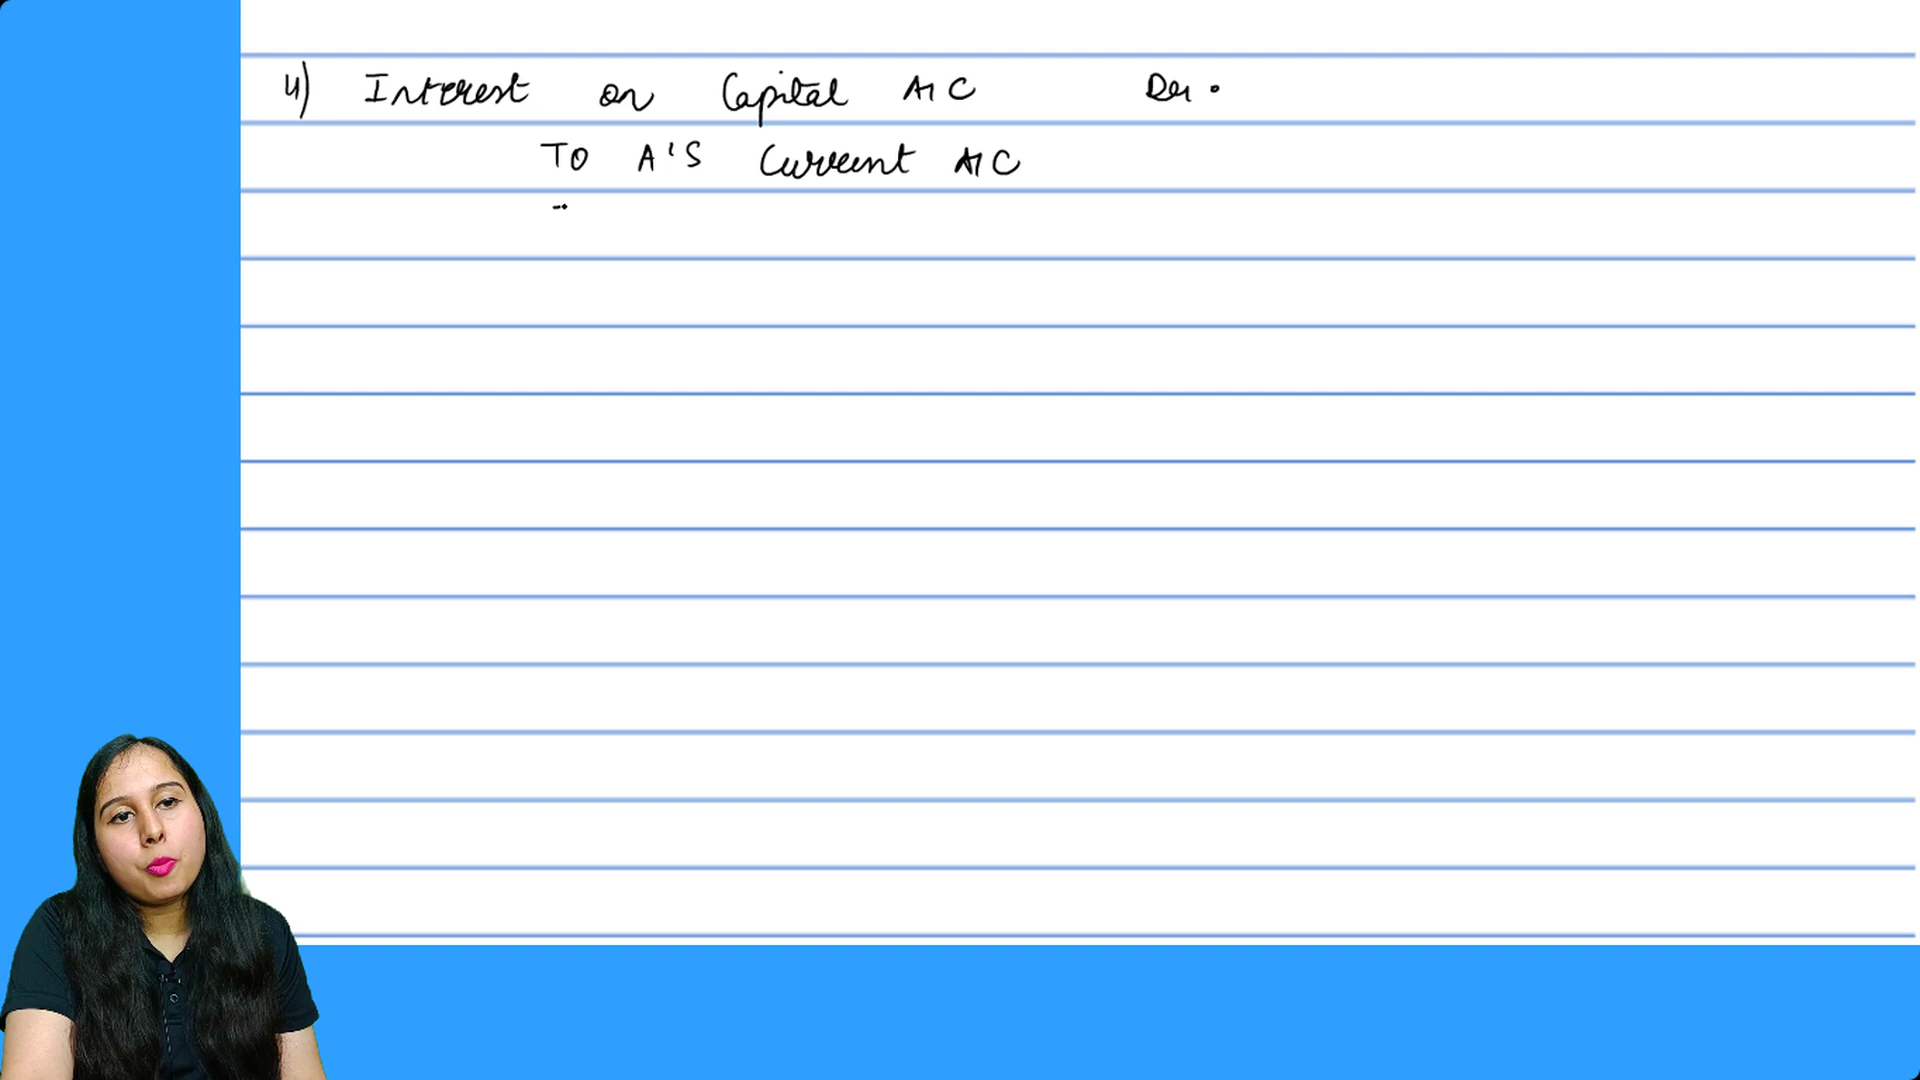 4) Interest on Capital A/C Dr.
TO A'S Current A/C